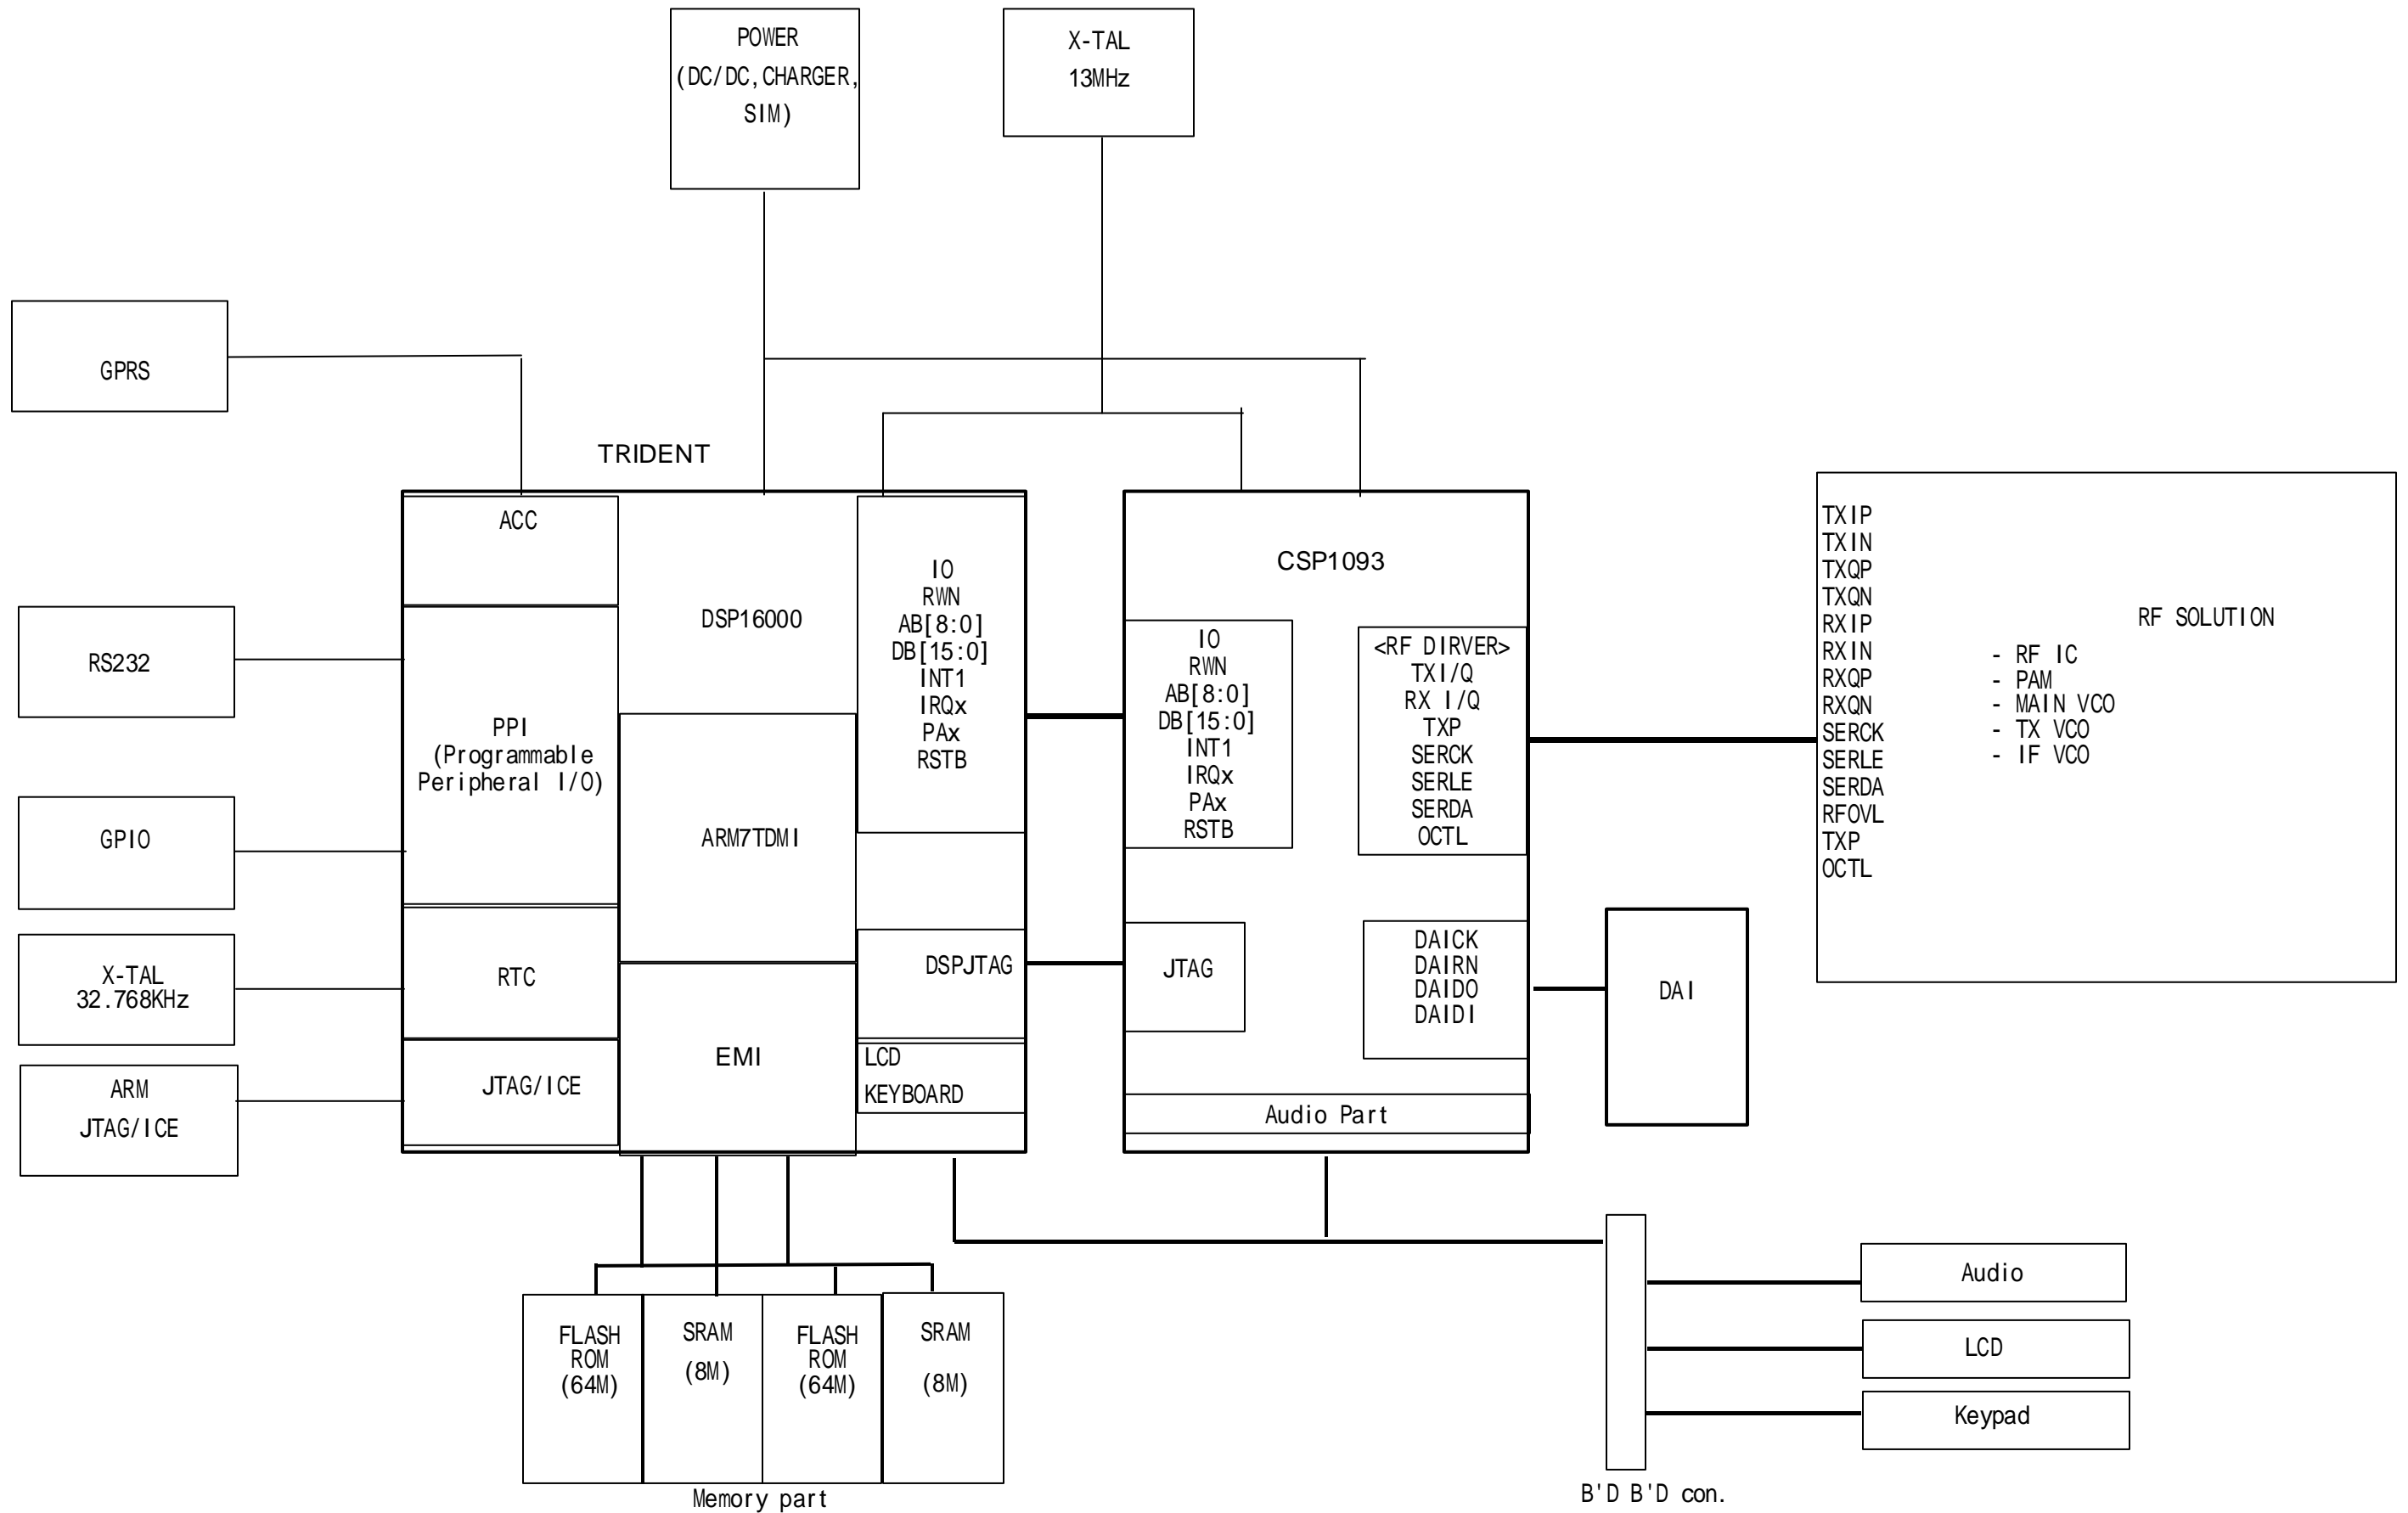 POWER
(DC/DC,CHARGER,
SIM)
X-TAL
13MHz
GPRS
TRIDENT
ACC
DSP16000
IO
RWN
AB[8:0]
DB[15:0]
INT1
IRQx
PAx
RSTB
CSP1093
IO
RWN
AB[8:0]
DB[15:0]
INT1
IRQx
PAx
RSTB
<RF DIRVER>
TXI/Q
RX I/Q
TXP
SERCK
SERLE
SERDA
OCTL
TXIP
TXIN
TXQP
TXQN
RXIP
RXIN
RXQP
RXQN
SERCK
SERLE
SERDA
RFOVL
TXP
OCTL
RF SOLUTION
- RF IC
- PAM
- MAIN VCO
- TX VCO
- IF VCO
RS232
PPI
(Programmable
Peripheral I/O)
GPIO
ARM7TDMI
X-TAL
32.768KHz
RTC
DSPJTAG
JTAG
DAICK
DAIRN
DAIDO
DAIDI
DAI
ARM
JTAG/ICE
JTAG/ICE
EMI
LCD
KEYBOARD
Audio Part
FLASH
ROM
(64M)
SRAM
(8M)
FLASH
ROM
(64M)
SRAM
(8M)
Memory part
Audio
LCD
Keypad
B'D B'D con.